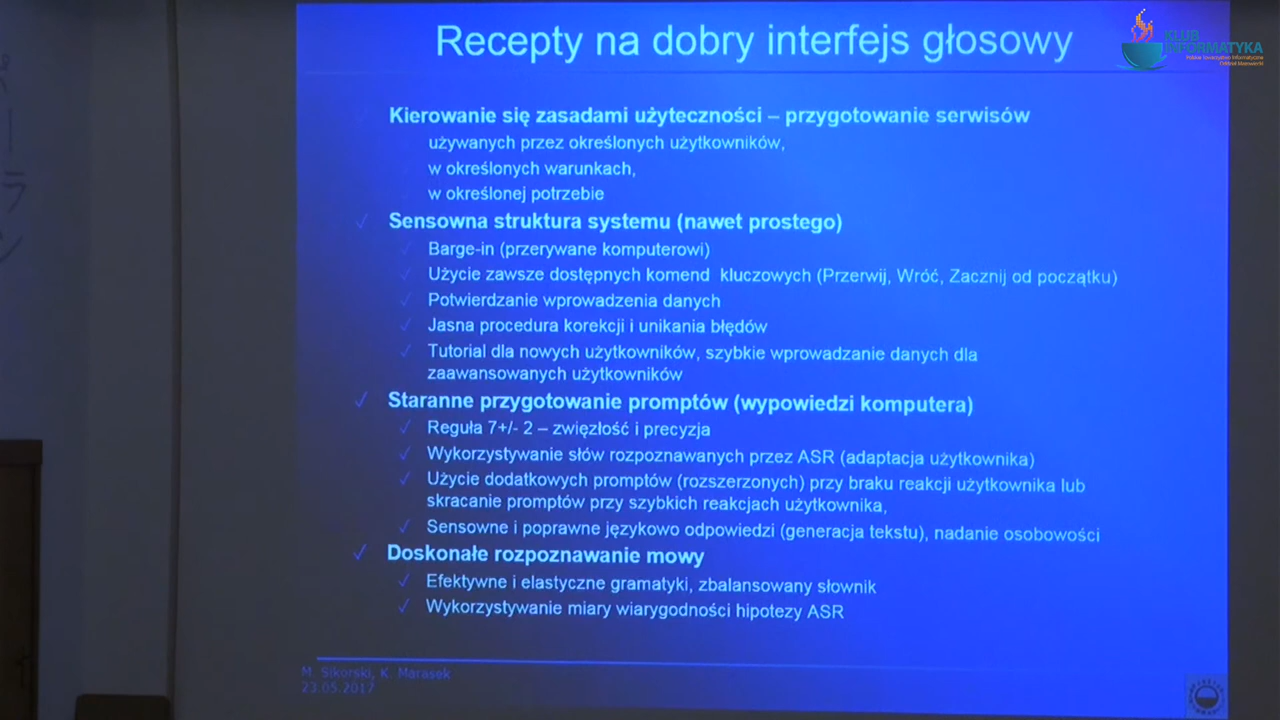 Recepty na dobry interfejs głosowy
KLUB
INFORMATYKA
Polskie Towarzystwo Informatyczne
Oddział Mazowiecki
Kierowanie się zasadami użyteczności – przygotowanie serwisów
używanych przez określonych użytkowników,
w określonych warunkach,
w określonej potrzebie
✓ Sensowna struktura systemu (nawet prostego)
✓ Barge-in (przerywane komputerowi)
✓ Użycie zawsze dostępnych komend kluczowych (Przerwij, Wróć, Zacznij od początku)
✓ Potwierdzanie wprowadzenia danych
✓ Jasna procedura korekcji i unikania błędów
✓ Tutorial dla nowych użytkowników, szybkie wprowadzanie danych dla
zaawansowanych użytkowników
✓ Staranne przygotowanie promptów (wypowiedzi komputera)
✓ Reguła 7+/- 2 – zwięzłość i precyzja
✓ Wykorzystywanie słów rozpoznawanych przez ASR (adaptacja użytkownika)
✓ Użycie dodatkowych promptów (rozszerzonych) przy braku reakcji użytkownika lub
skracanie promptów przy szybkich reakcjach użytkownika,
✓ Sensowne i poprawne językowo odpowiedzi (generacja tekstu), nadanie osobowości
✓ Doskonałe rozpoznawanie mowy
✓ Efektywne i elastyczne gramatyki, zbalansowany słownik
✓ Wykorzystywanie miary wiarygodności hipotezy ASR
M. Sikorski, K. Marasek
23.05.2017